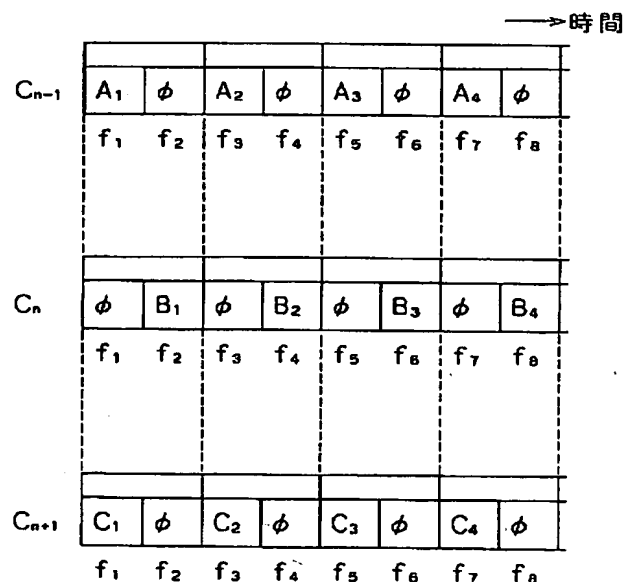 →時間
Cn-1 A1 φ A2 φ A3 φ A4 φ
f1 f2 f3 f4 f5 f6 f7 f8
Cn φ B1 φ B2 φ B3 φ B4
f1 f2 f3 f4 f5 f6 f7 f8
Cn+1 C1 φ C2 φ C3 φ C4 φ
f1 f2 f3 f4 f5 f6 f7 f8